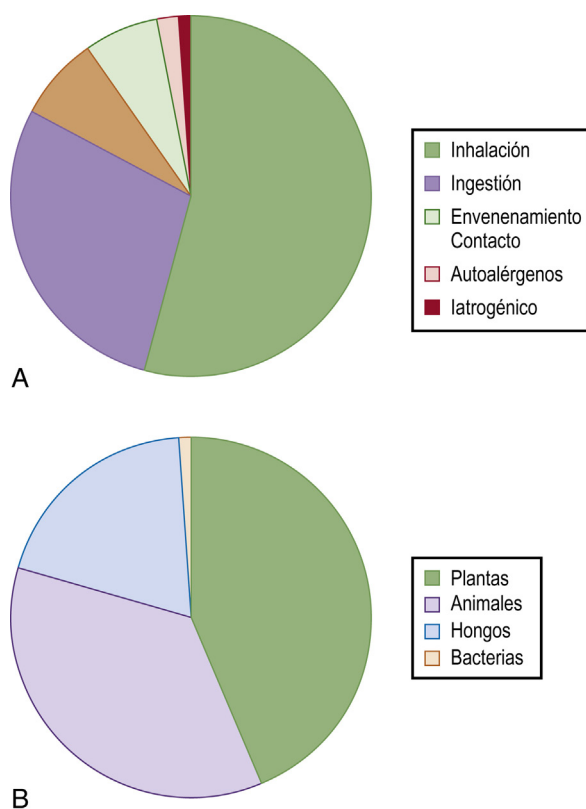 Inhalación
Ingestión
Envenenamiento
Contacto
Autoalérgenos
Iatrogénico
A
Plantas
Animales
Hongos
Bacterias
B